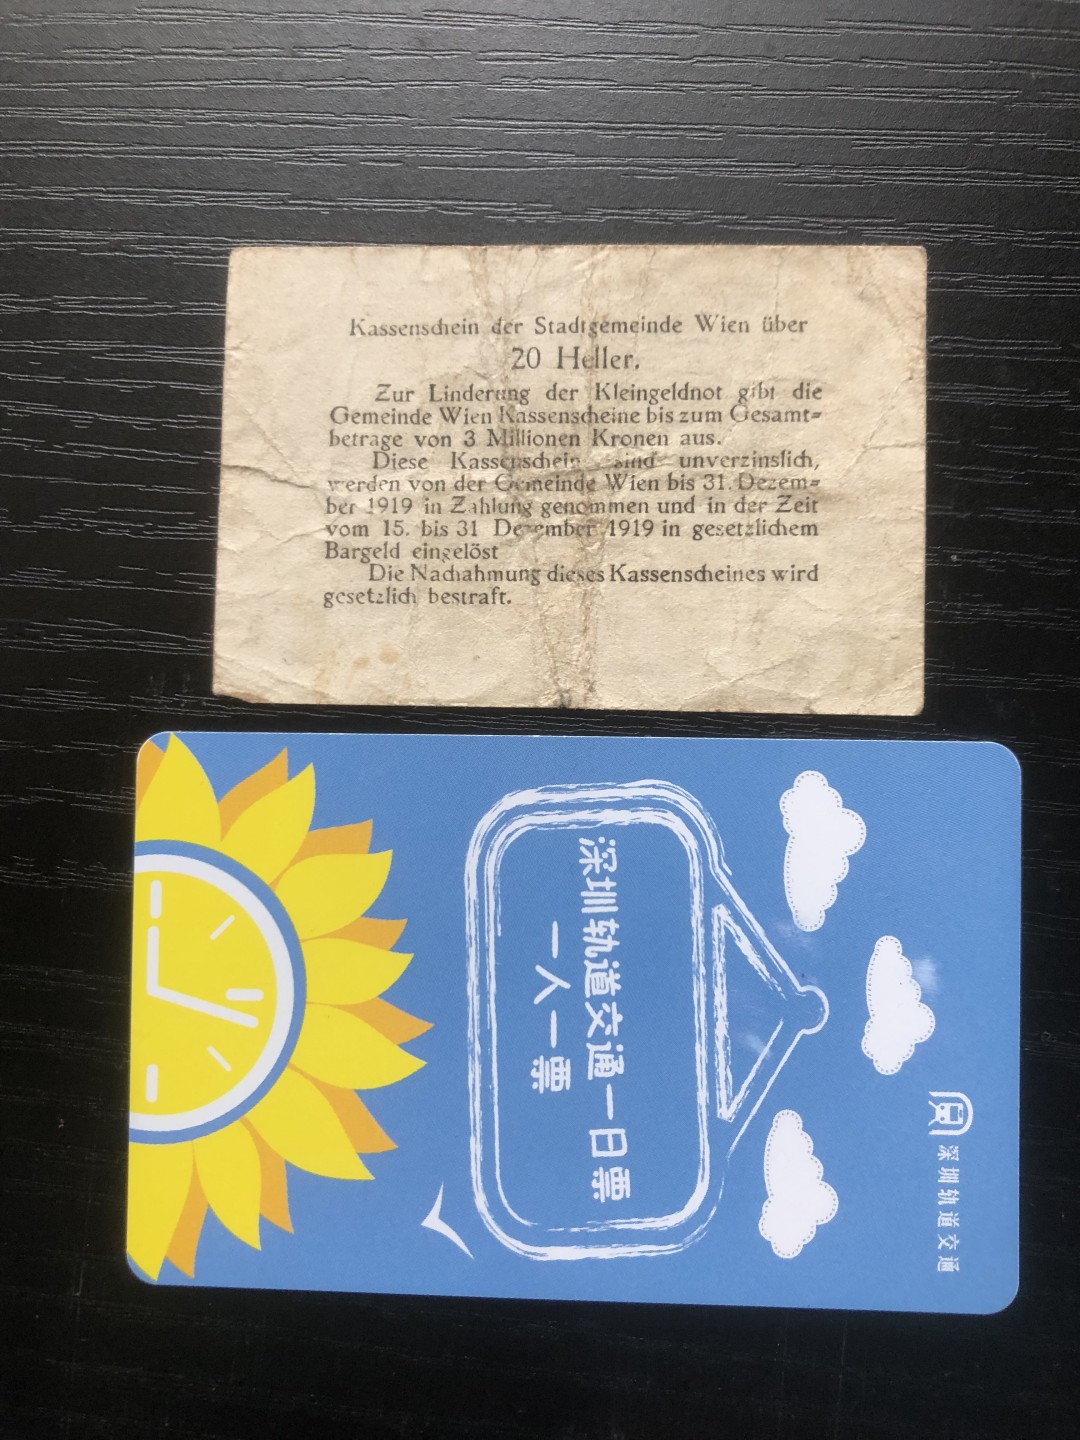 Kassenschein der Stadtgemeinde Wien über
20 Heller.
Zur Linderung der Kleingeldnot gibt die
Gemeinde Wien Kassenscheine bis zum Gesamt=
betrage von 3 Millionen Kronen aus.
Diese Kassenschein sind unverzinslich,
werden von der Gemeinde Wien bis 31. Dezem=
ber 1919 in Zahlung genommen und in der Zeit
vom 15. bis 31 Dezember 1919 in gesetzlichem
Bargeld eingelöst
Die Nachahmung dieses Kassenscheines wird
gesetzlich bestraft.
深圳轨道交通
深圳轨道交通一日票
一人一票